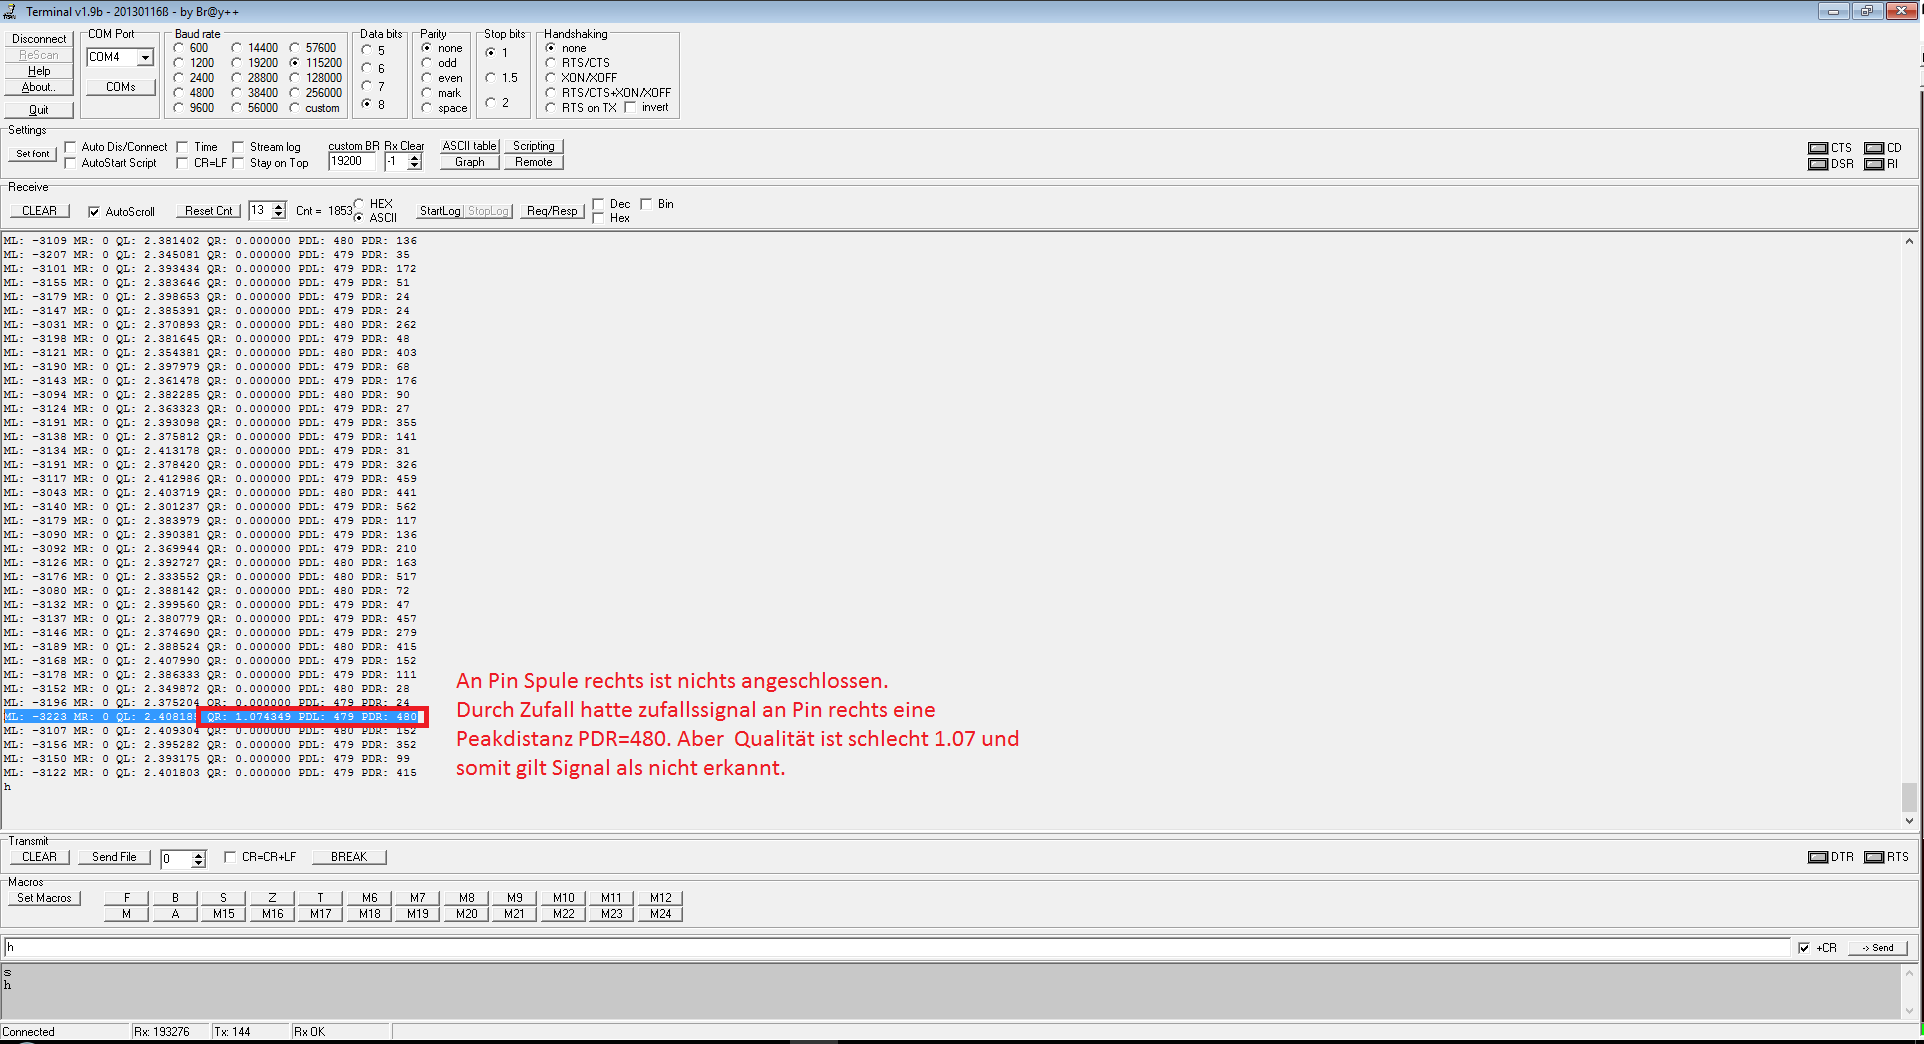 Terminal v1.9b - 20130116ß - by Br@y++
Disconnect
ReScan
Help
About..
Quit
COM Port
COM4
COMs
Baud rate
600 14400 57600
1200 19200 115200
2400 28800 128000
4800 38400 256000
9600 56000 custom
Data bits
5
6
7
8
Parity
none
odd
even
mark
space
Stop bits
1
1.5
2
Handshaking
none
RTS/CTS
XON/XOFF
RTS/CTS+XON/XOFF
RTS on TX invert
Settings
Set font
Auto Dis/Connect Time Stream log
AutoStart Script CR=LF Stay on Top
custom BR Rx Clear
19200 -1
ASCII table Scripting
Graph Remote
CTS CD
DSR RI
Receive
CLEAR AutoScroll Reset Cnt 13 Cnt = 1853
HEX
ASCII
StartLog StopLog Req/Resp
Dec Bin
Hex
ML: -3109 MR: 0 QL: 2.381402 QR: 0.000000 PDL: 480 PDR: 136
ML: -3207 MR: 0 QL: 2.345081 QR: 0.000000 PDL: 479 PDR: 35
ML: -3101 MR: 0 QL: 2.393434 QR: 0.000000 PDL: 479 PDR: 172
ML: -3155 MR: 0 QL: 2.383646 QR: 0.000000 PDL: 479 PDR: 51
ML: -3179 MR: 0 QL: 2.398653 QR: 0.000000 PDL: 479 PDR: 24
ML: -3147 MR: 0 QL: 2.385391 QR: 0.000000 PDL: 479 PDR: 24
ML: -3031 MR: 0 QL: 2.370893 QR: 0.000000 PDL: 480 PDR: 262
ML: -3198 MR: 0 QL: 2.381645 QR: 0.000000 PDL: 479 PDR: 48
ML: -3121 MR: 0 QL: 2.354381 QR: 0.000000 PDL: 480 PDR: 403
ML: -3190 MR: 0 QL: 2.397979 QR: 0.000000 PDL: 479 PDR: 68
ML: -3143 MR: 0 QL: 2.361478 QR: 0.000000 PDL: 479 PDR: 176
ML: -3094 MR: 0 QL: 2.382285 QR: 0.000000 PDL: 480 PDR: 90
ML: -3124 MR: 0 QL: 2.363323 QR: 0.000000 PDL: 479 PDR: 27
ML: -3191 MR: 0 QL: 2.393098 QR: 0.000000 PDL: 479 PDR: 355
ML: -3138 MR: 0 QL: 2.375812 QR: 0.000000 PDL: 479 PDR: 141
ML: -3134 MR: 0 QL: 2.413178 QR: 0.000000 PDL: 479 PDR: 31
ML: -3191 MR: 0 QL: 2.378420 QR: 0.000000 PDL: 479 PDR: 326
ML: -3117 MR: 0 QL: 2.412986 QR: 0.000000 PDL: 479 PDR: 459
ML: -3043 MR: 0 QL: 2.403719 QR: 0.000000 PDL: 480 PDR: 441
ML: -3140 MR: 0 QL: 2.301237 QR: 0.000000 PDL: 479 PDR: 562
ML: -3179 MR: 0 QL: 2.383979 QR: 0.000000 PDL: 479 PDR: 117
ML: -3090 MR: 0 QL: 2.390381 QR: 0.000000 PDL: 479 PDR: 136
ML: -3092 MR: 0 QL: 2.369944 QR: 0.000000 PDL: 479 PDR: 210
ML: -3126 MR: 0 QL: 2.392727 QR: 0.000000 PDL: 480 PDR: 163
ML: -3176 MR: 0 QL: 2.333552 QR: 0.000000 PDL: 479 PDR: 517
ML: -3080 MR: 0 QL: 2.388142 QR: 0.000000 PDL: 480 PDR: 72
ML: -3132 MR: 0 QL: 2.399560 QR: 0.000000 PDL: 479 PDR: 47
ML: -3137 MR: 0 QL: 2.380779 QR: 0.000000 PDL: 479 PDR: 457
ML: -3146 MR: 0 QL: 2.374690 QR: 0.000000 PDL: 479 PDR: 279
ML: -3189 MR: 0 QL: 2.388524 QR: 0.000000 PDL: 480 PDR: 415
ML: -3168 MR: 0 QL: 2.407990 QR: 0.000000 PDL: 479 PDR: 152
ML: -3178 MR: 0 QL: 2.386333 QR: 0.000000 PDL: 479 PDR: 111
ML: -3152 MR: 0 QL: 2.349872 QR: 0.000000 PDL: 480 PDR: 28
ML: -3196 MR: 0 QL: 2.375204 QR: 0.000000 PDL: 479 PDR: 24
ML: -3223 MR: 0 QL: 2.408185 QR: 1.074349 PDL: 479 PDR: 480
ML: -3107 MR: 0 QL: 2.409304 QR: 0.000000 PDL: 479 PDR: 152
ML: -3156 MR: 0 QL: 2.395282 QR: 0.000000 PDL: 479 PDR: 352
ML: -3150 MR: 0 QL: 2.393175 QR: 0.000000 PDL: 479 PDR: 99
ML: -3122 MR: 0 QL: 2.401803 QR: 0.000000 PDL: 479 PDR: 415
h
An Pin Spule rechts ist nichts angeschlossen.
Durch Zufall hatte zufallssignal an Pin rechts eine
Peakdistanz PDR=480. Aber Qualität ist schlecht 1.07 und
somit gilt Signal als nicht erkannt.
Transmit
CLEAR Send File 0 CR=CR+LF BREAK
DTR RTS
Macros
Set Macros
F B S Z T M6 M7 M8 M9 M10 M11 M12
M A M15 M16 M17 M18 M19 M20 M21 M22 M23 M24
h
+CR -> Send
s
h
Connected Rx: 193276 Tx: 144 Rx OK